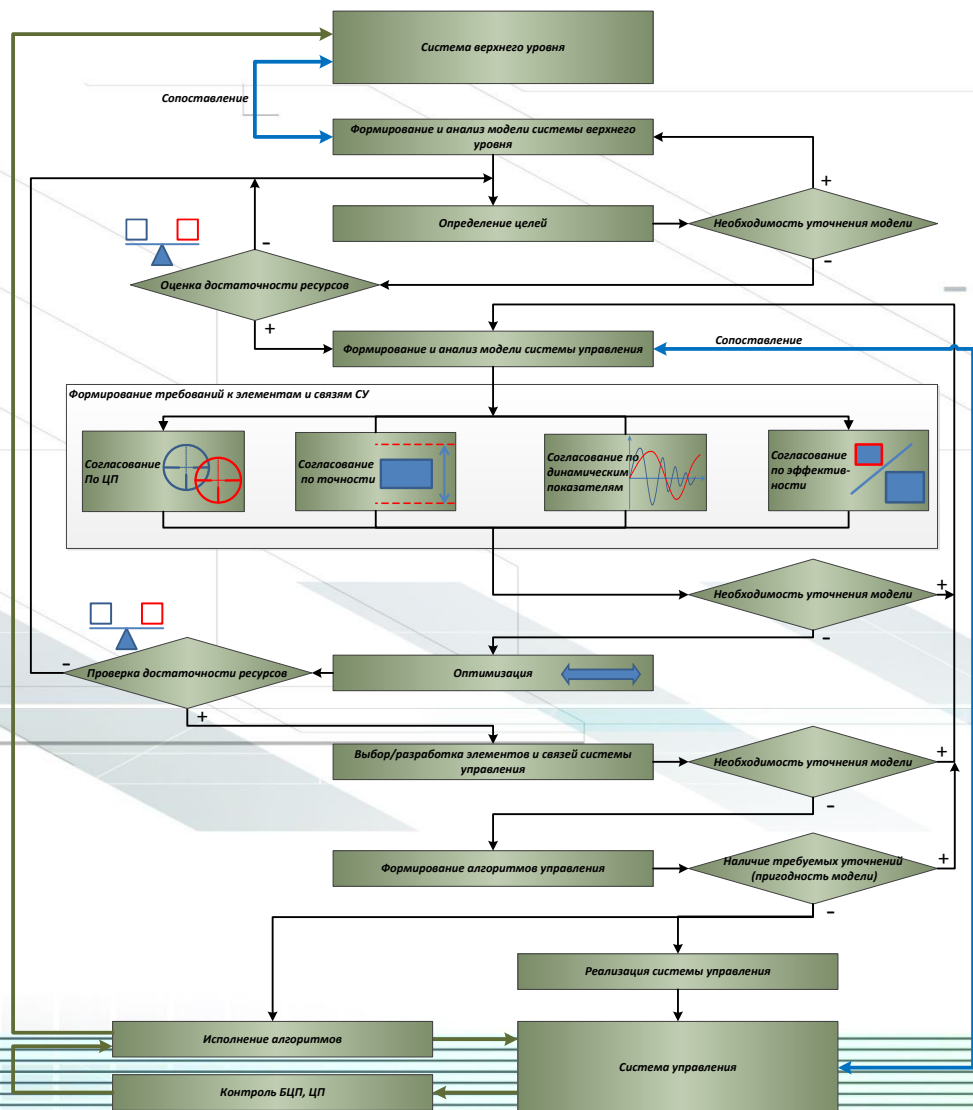 Система верхнего уровня
Сопоставление
Формирование и анализ модели системы верхнего
уровня
+
Определение целей
Необходимость уточнения модели
-
-
Оценка достаточности ресурсов
+
Формирование и анализ модели системы управления
Сопоставление
Формирование требований к элементам и связям СУ
Согласование
По ЦП
Согласование
по точности
Согласование по
динамическим
показателям
Согласование
по эффектив-
ности
Необходимость уточнения модели
+
-
-
Проверка достаточности ресурсов
Оптимизация
+
Выбор/разработка элементов и связей системы
управления
Необходимость уточнения модели
+
-
Формирование алгоритмов управления
Наличие требуемых уточнений
(пригодность модели)
+
-
Реализация системы управления
Исполнение алгоритмов
Система управления
Контроль БЦП, ЦП